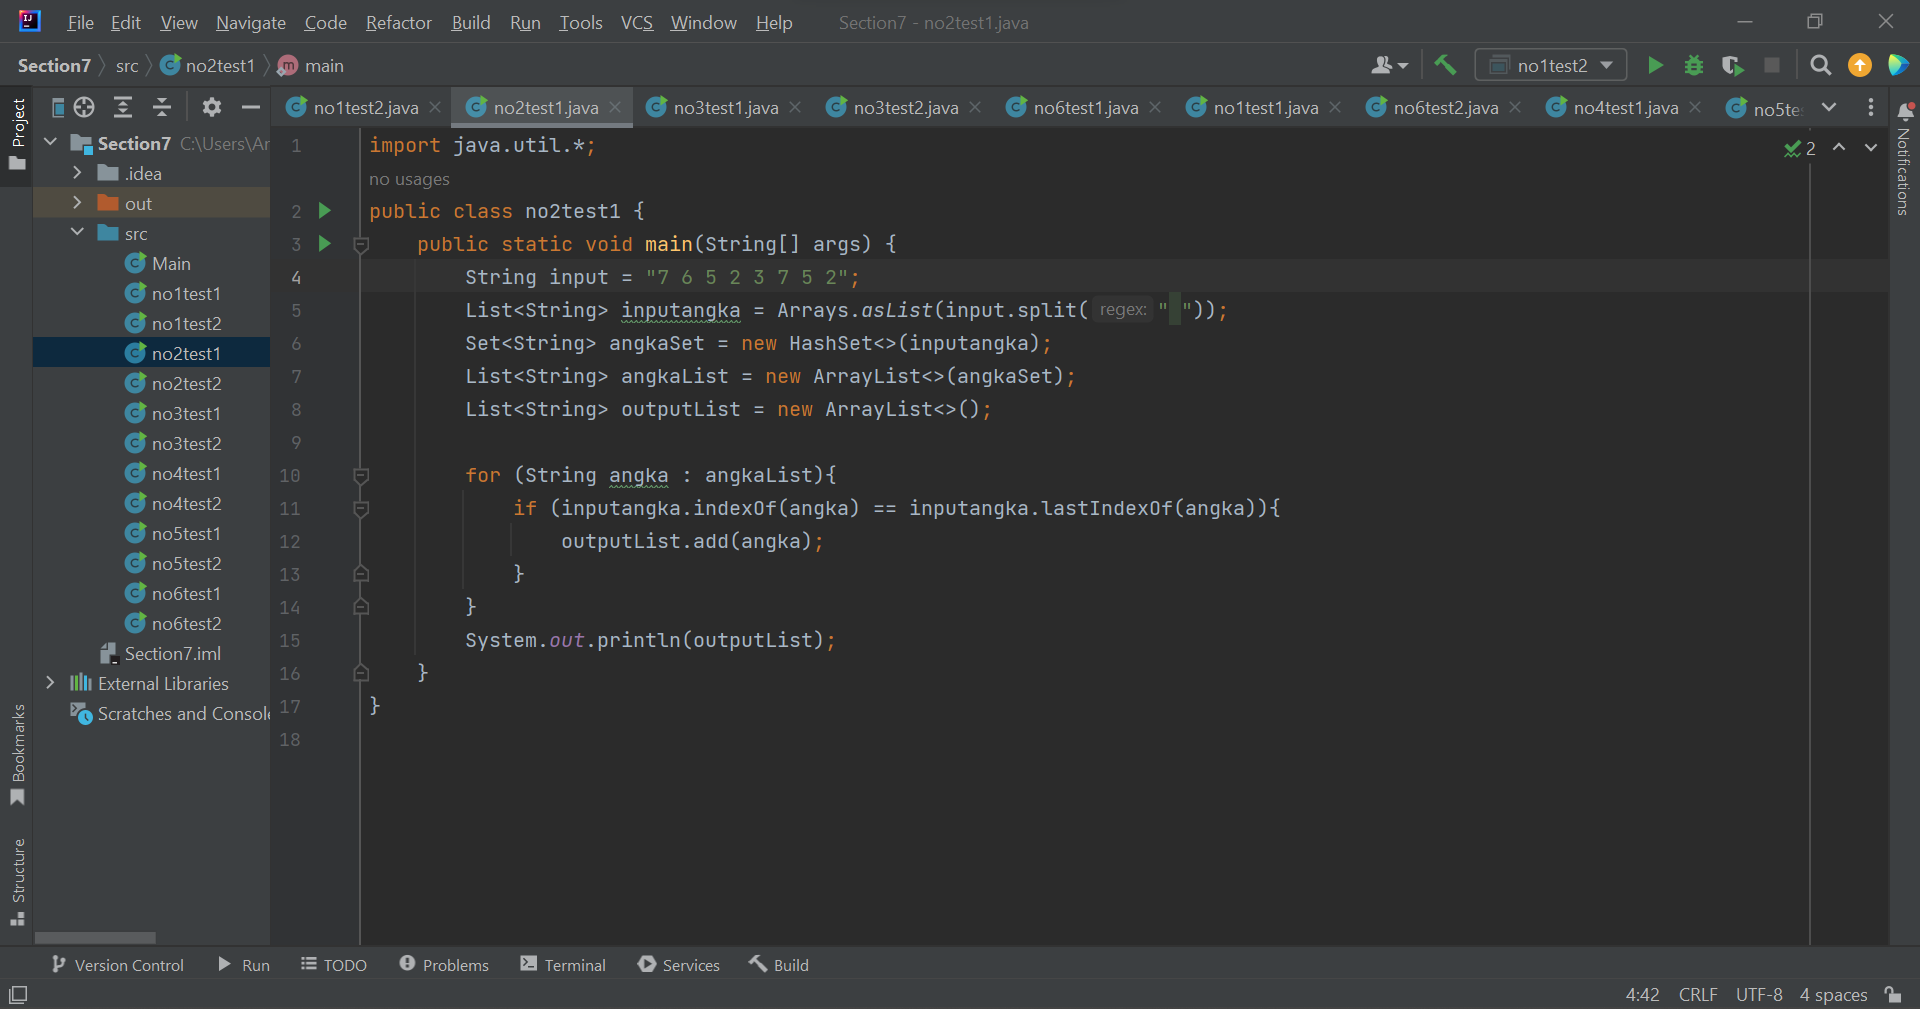 File Edit View Navigate Code Refactor Build Run Tools VCS Window Help Section7 - no2test1.java
Section7 src no2test1 main no1test2
no1test2.java no2test1.java no3test1.java no3test2.java no6test1.java no1test1.java no6test2.java no4test1.java no5te
Project
Section7 C:\Users\Ar
.idea
out
src
Main
no1test1
no1test2
no2test1
no2test2
no3test1
no3test2
no4test1
no4test2
no5test1
no5test2
no6test1
no6test2
Section7.iml
External Libraries
Scratches and Console
Bookmarks
Structure
1 import java.util.*;
no usages
2 public class no2test1 {
3 public static void main(String[] args) {
4 String input = "7 6 5 2 3 7 5 2";
5 List<String> inputangka = Arrays.asList(input.split( regex: " "));
6 Set<String> angkaSet = new HashSet<>(inputangka);
7 List<String> angkaList = new ArrayList<>(angkaSet);
8 List<String> outputList = new ArrayList<>();
9
10 for (String angka : angkaList){
11 if (inputangka.indexOf(angka) == inputangka.lastIndexOf(angka)){
12 outputList.add(angka);
13 }
14 }
15 System.out.println(outputList);
16 }
17 }
18
2
Notifications
Version Control Run TODO Problems Terminal Services Build
4:42 CRLF UTF-8 4 spaces